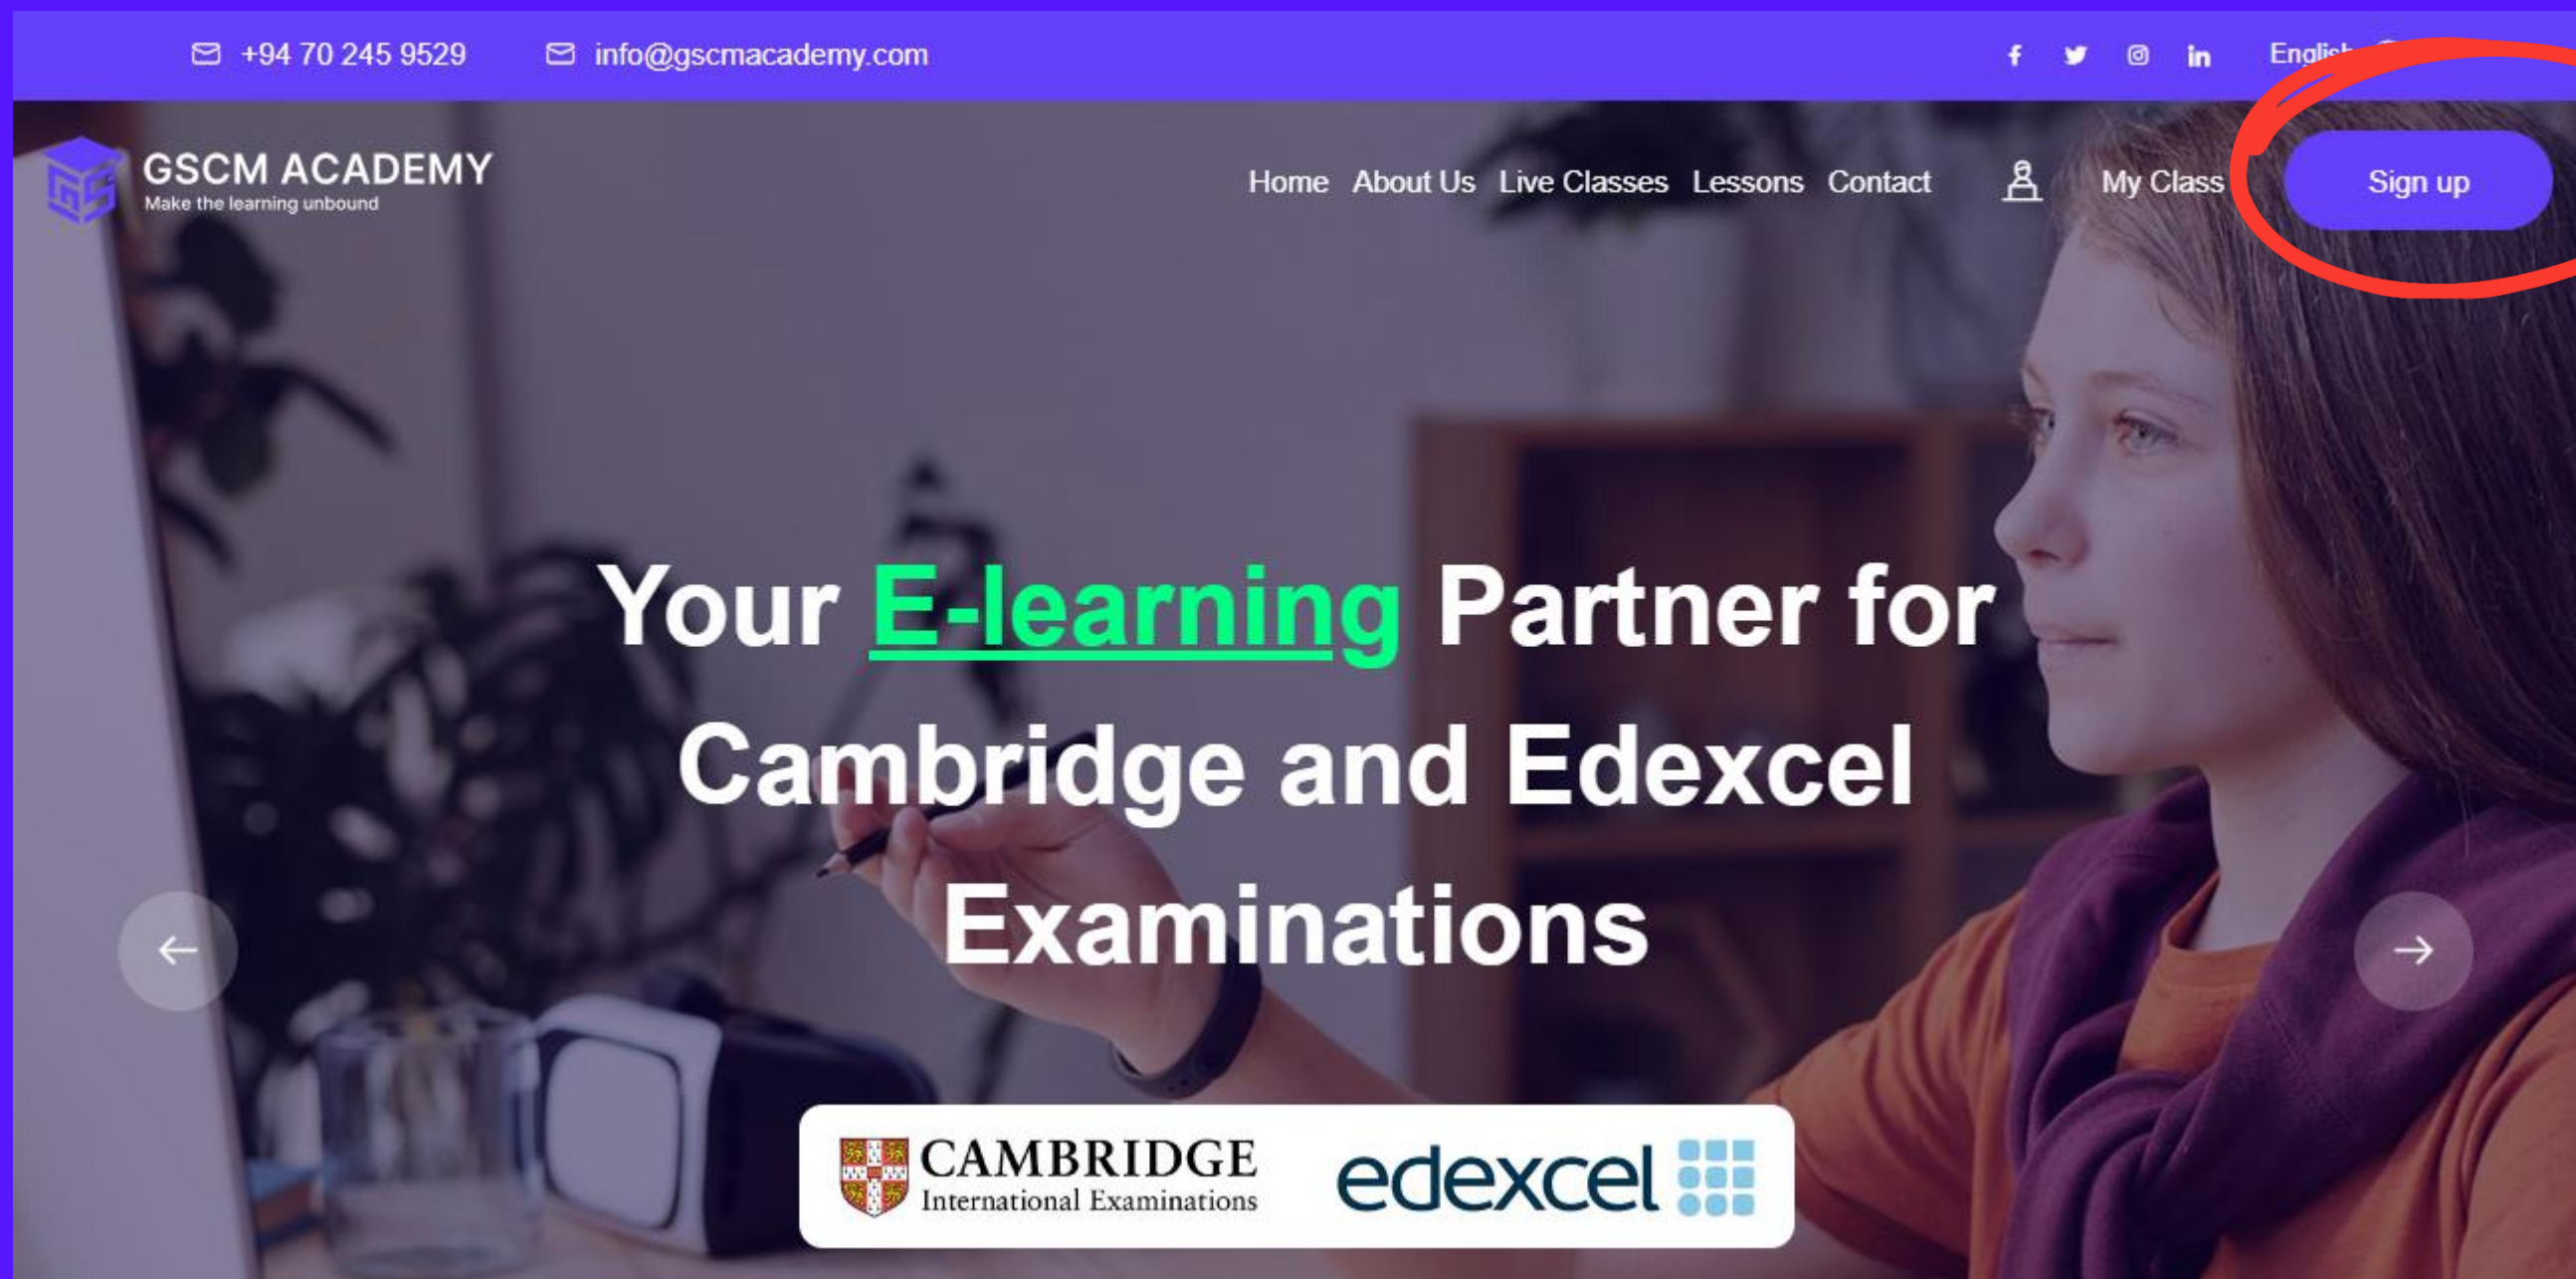 +94 70 245 9529 info@gscmacademy.com English
GSCM ACADEMY
Make the learning unbound
Home About Us Live Classes Lessons Contact My Class Sign up
Your E-learning Partner for
Cambridge and Edexcel
Examinations
CAMBRIDGE
International Examinations
edexcel